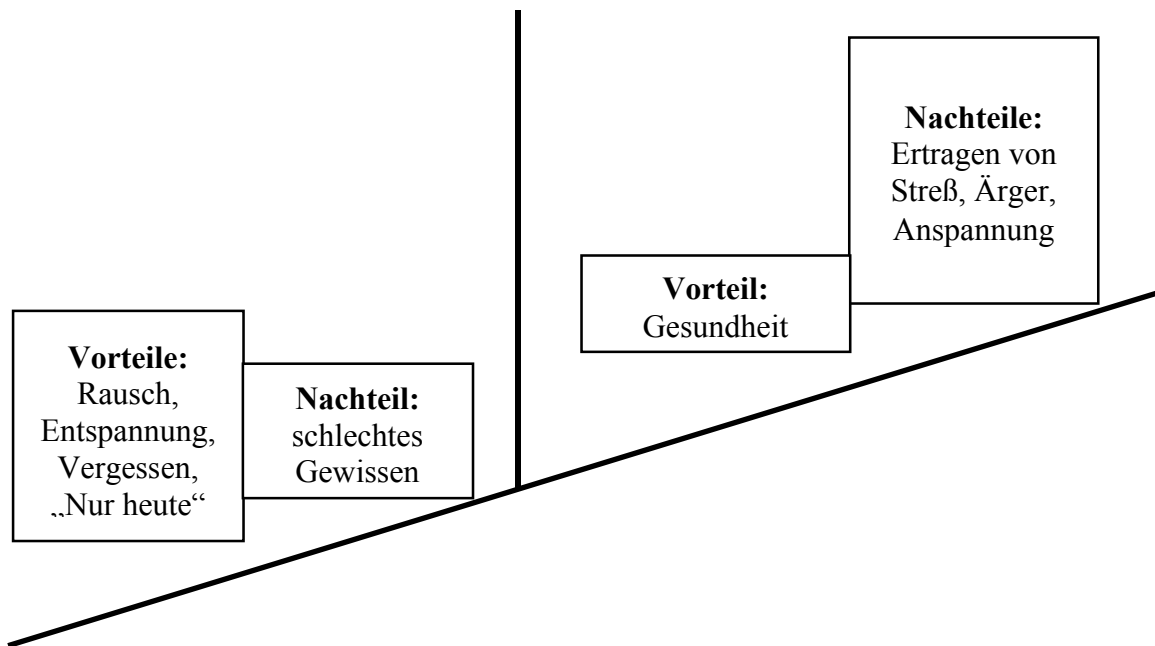 Vorteile:
Rausch,
Entspannung,
Vergessen,
„Nur heute“
Nachteil:
schlechtes
Gewissen
Vorteil:
Gesundheit
Nachteile:
Ertragen von
Streß, Ärger,
Anspannung